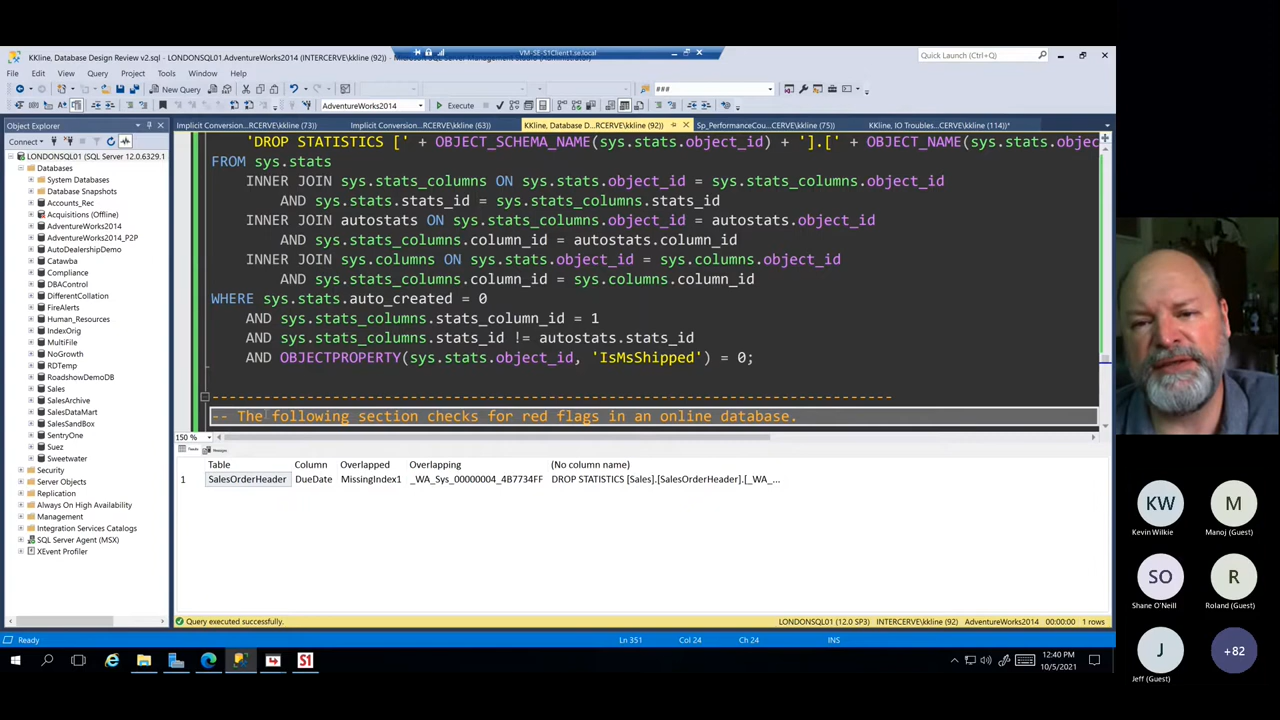 VM-SE-S1Client1.se.local
KKline, Database Design Review v2.sql - LONDONSQL01.AdventureWorks2014 (INTERCERVE\kkline (92))
Quick Launch (Ctrl+Q)
File Edit View Query Project Tools Window Help
New Query
###
AdventureWorks2014
Execute
Object Explorer
Implicit Conversion...RCERVE\kkline (73))
Implicit Conversion...RCERVE\kkline (63))
KKline, Database D...RCERVE\kkline (92))
Sp_PerformanceCou...CERVE\kkline (75))
KKline, IO Troubles...CERVE\kkline (114))*
Connect
LONDONSQL01 (SQL Server 12.0.6329.1
Databases
System Databases
Database Snapshots
Accounts_Rec
Acquisitions (Offline)
AdventureWorks2014
AdventureWorks2014_P2P
AutoDealershipDemo
Catawba
Compliance
DBAControl
DifferentCollation
FireAlerts
Human_Resources
IndexOrig
MultiFile
NoGrowth
RDTemp
RoadshowDemoDB
Sales
SalesArchive
SalesDataMart
SalesSandBox
SentryOne
Suez
Sweetwater
Security
Server Objects
Replication
Always On High Availability
Management
Integration Services Catalogs
SQL Server Agent (MSX)
XEvent Profiler
'DROP STATISTICS [' + OBJECT_SCHEMA_NAME(sys.stats.object_id) + '].[' + OBJECT_NAME(sys.stats.objec
FROM sys.stats
INNER JOIN sys.stats_columns ON sys.stats.object_id = sys.stats_columns.object_id
AND sys.stats.stats_id = sys.stats_columns.stats_id
INNER JOIN autostats ON sys.stats_columns.object_id = autostats.object_id
AND sys.stats_columns.column_id = autostats.column_id
INNER JOIN sys.columns ON sys.stats.object_id = sys.columns.object_id
AND sys.stats_columns.column_id = sys.columns.column_id
WHERE sys.stats.auto_created = 0
AND sys.stats_columns.stats_column_id = 1
AND sys.stats_columns.stats_id != autostats.stats_id
AND OBJECTPROPERTY(sys.stats.object_id, 'IsMsShipped') = 0;
-------------------------------------------------------------------------------
-- The following section checks for red flags in an online database.
150 %
Results Messages
Table Column Overlapped Overlapping (No column name)
1 SalesOrderHeader DueDate MissingIndex1 _WA_Sys_00000004_4B7734FF DROP STATISTICS [Sales].[SalesOrderHeader].[_WA_...
Query executed successfully.
LONDONSQL01 (12.0 SP3) INTERCERVE\kkline (92) AdventureWorks2014 00:00:00 1 rows
Ready
Ln 351 Col 24 Ch 24 INS
S1
12:40 PM
10/5/2021
KW
Kevin Wilkie
M
Manoj (Guest)
SO
Shane O'Neill
R
Roland (Guest)
J
Jeff (Guest)
+82